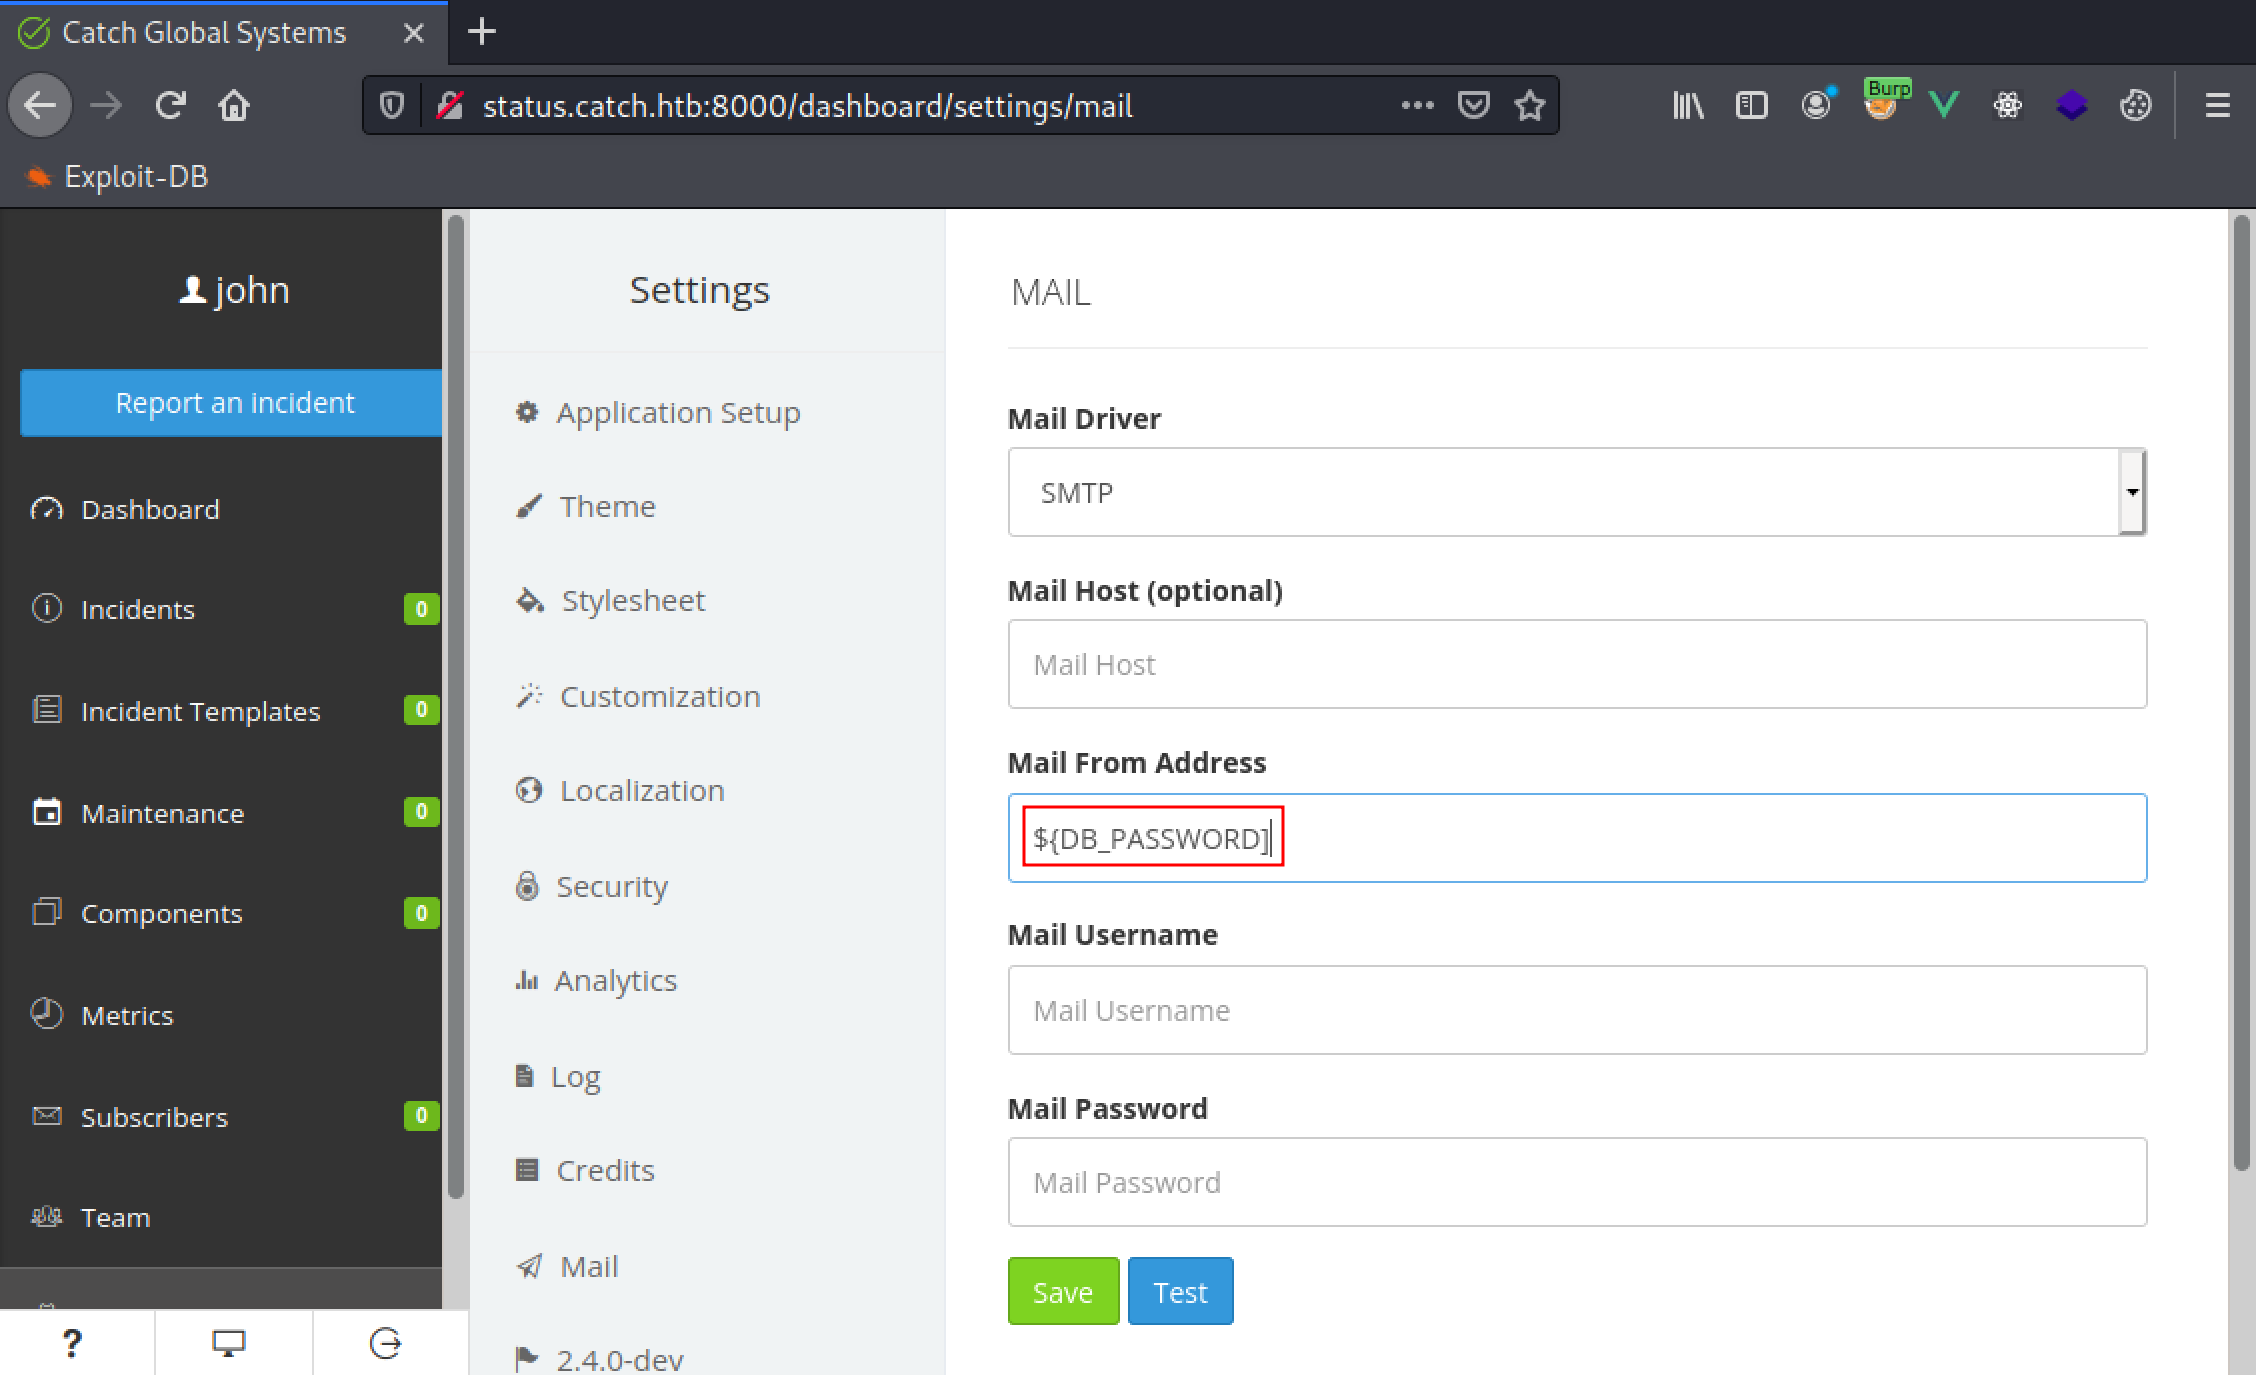 Catch Global Systems
status.catch.htb:8000/dashboard/settings/mail
Burp
Exploit-DB
john
Report an incident
Dashboard
Incidents 0
Incident Templates 0
Maintenance 0
Components 0
Metrics
Subscribers 0
Team
?
Settings
Application Setup
Theme
Stylesheet
Customization
Localization
Security
Analytics
Log
Credits
Mail
2.4.0-dev
MAIL
Mail Driver
SMTP
Mail Host (optional)
Mail Host
Mail From Address
${DB_PASSWORD]
Mail Username
Mail Username
Mail Password
Mail Password
Save Test